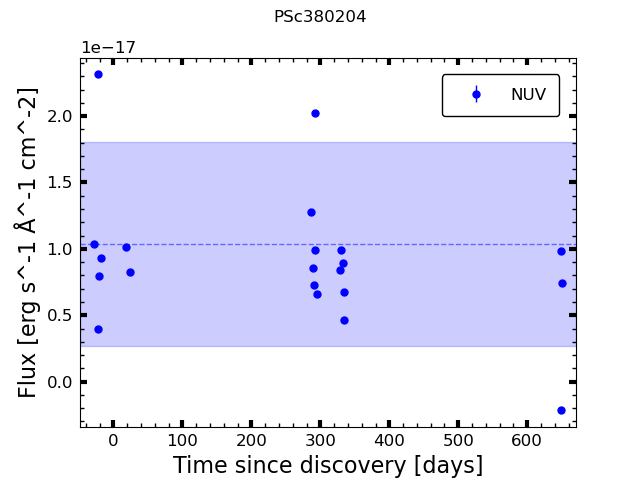 PSc380204
1e−17
NUV
2.0
1.5
1.0
0.5
0.0
Flux [erg s^-1 Å^-1 cm^-2]
0 100 200 300 400 500 600
Time since discovery [days]